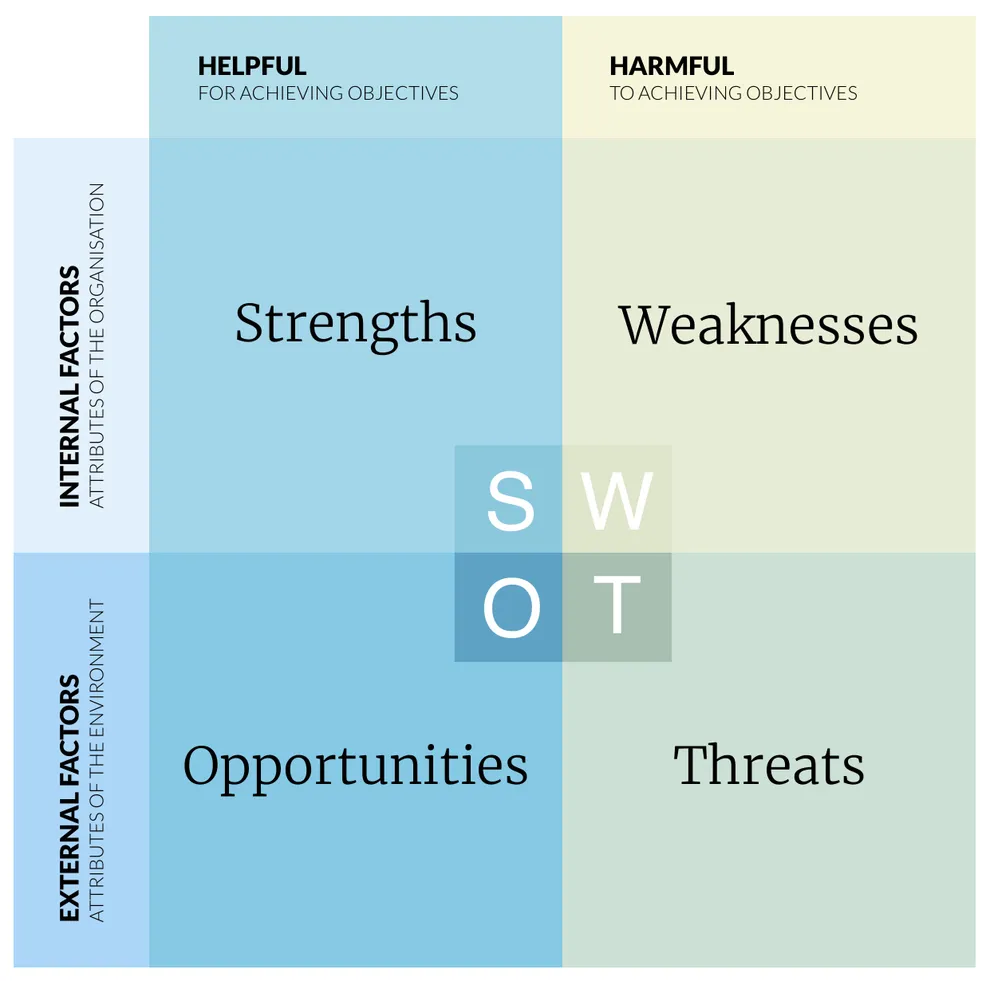 HELPFUL
FOR ACHIEVING OBJECTIVES
HARMFUL
TO ACHIEVING OBJECTIVES
INTERNAL FACTORS
ATTRIBUTES OF THE ORGANISATION
Strengths
Weaknesses
S W
O T
EXTERNAL FACTORS
ATTRIBUTES OF THE ENVIRONMENT
Opportunities
Threats